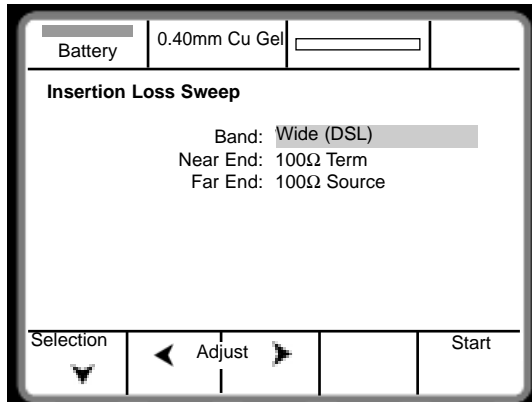 Battery
0.40mm Cu Gel
Insertion Loss Sweep
Band: Wide (DSL)
Near End: 100Ω Term
Far End: 100Ω Source
Selection
Adjust
Start